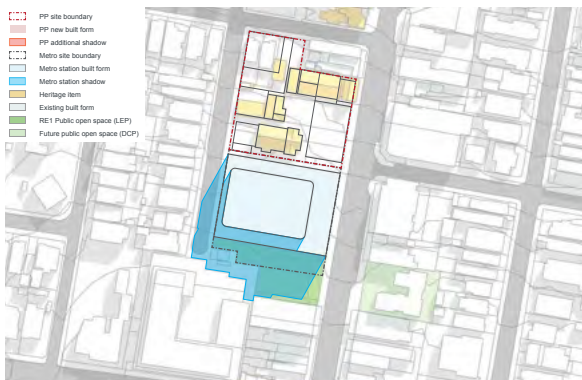 PP site boundary
PP new built form
PP additional shadow
Metro site boundary
Metro station built form
Metro station shadow
Heritage item
Existing built form
RE1 Public open space (LEP)
Future public open space (DCP)